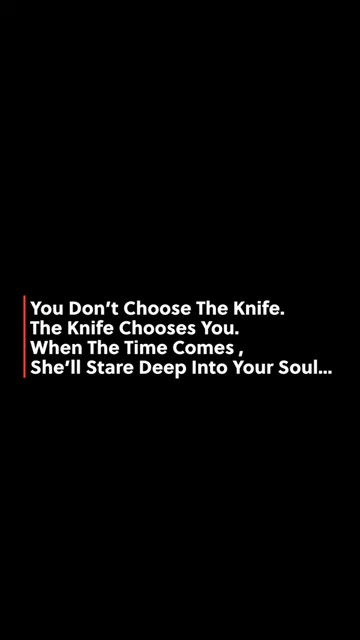 You Don't Choose The Knife.
The Knife Chooses You.
When The Time Comes ,
She'll Stare Deep Into Your Soul...